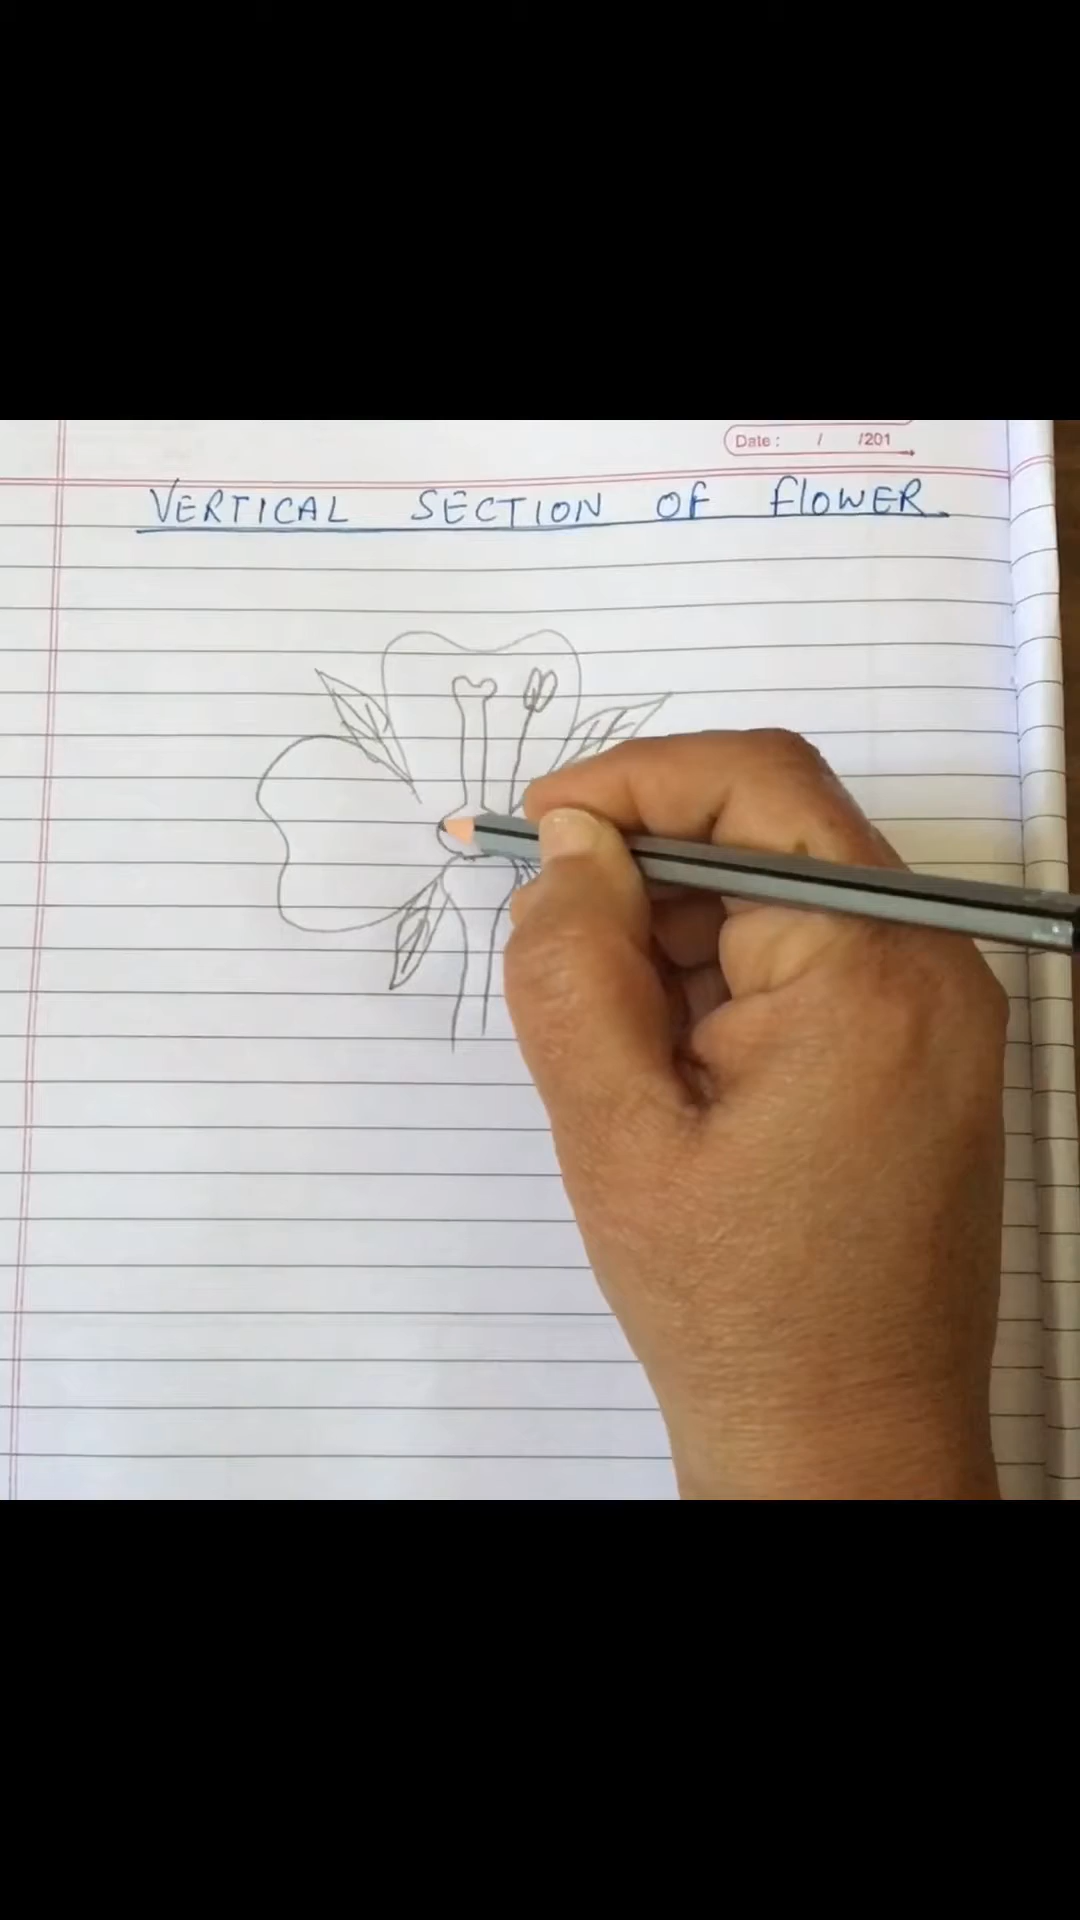 Date : / /201
VERTICAL SECTION OF flOWER